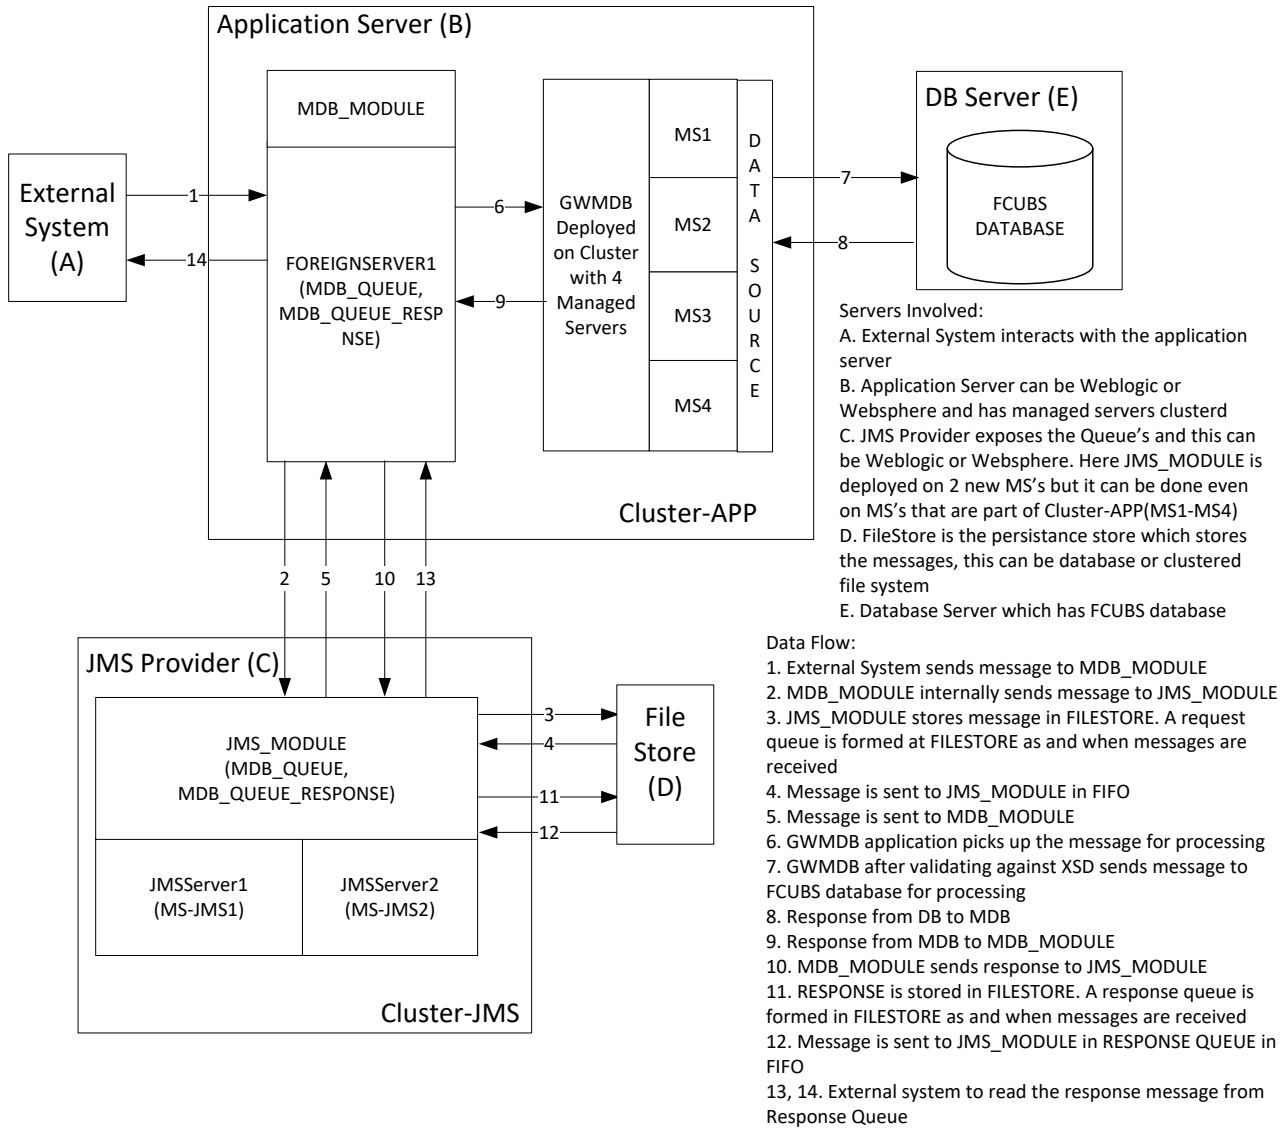 Application Server (B)
MDB_MODULE
FOREIGNSERVER1
(MDB_QUEUE,
MDB_QUEUE_RESP
NSE)
GWMDB
Deployed
on Cluster
with 4
Managed
Servers
MS1
MS2
MS3
MS4
D
A
T
A
S
O
U
R
C
E
Cluster-APP
External
System
(A)
1
14
6
9
7
8
DB Server (E)
FCUBS
DATABASE
2
5
10
13
JMS Provider (C)
JMS_MODULE
(MDB_QUEUE,
MDB_QUEUE_RESPONSE)
JMSServer1
(MS-JMS1)
JMSServer2
(MS-JMS2)
Cluster-JMS
3
4
11
12
File
Store
(D)
Servers Involved:
A. External System interacts with the application
server
B. Application Server can be Weblogic or
Websphere and has managed servers clusterd
C. JMS Provider exposes the Queue's and this can
be Weblogic or Websphere. Here JMS_MODULE is
deployed on 2 new MS's but it can be done even
on MS's that are part of Cluster-APP(MS1-MS4)
D. FileStore is the persistance store which stores
the messages, this can be database or clustered
file system
E. Database Server which has FCUBS database
Data Flow:
1. External System sends message to MDB_MODULE
2. MDB_MODULE internally sends message to JMS_MODULE
3. JMS_MODULE stores message in FILESTORE. A request
queue is formed at FILESTORE as and when messages are
received
4. Message is sent to JMS_MODULE in FIFO
5. Message is sent to MDB_MODULE
6. GWMDB application picks up the message for processing
7. GWMDB after validating against XSD sends message to
FCUBS database for processing
8. Response from DB to MDB
9. Response from MDB to MDB_MODULE
10. MDB_MODULE sends response to JMS_MODULE
11. RESPONSE is stored in FILESTORE. A response queue is
formed in FILESTORE as and when messages are received
12. Message is sent to JMS_MODULE in RESPONSE QUEUE in
FIFO
13, 14. External system to read the response message from
Response Queue